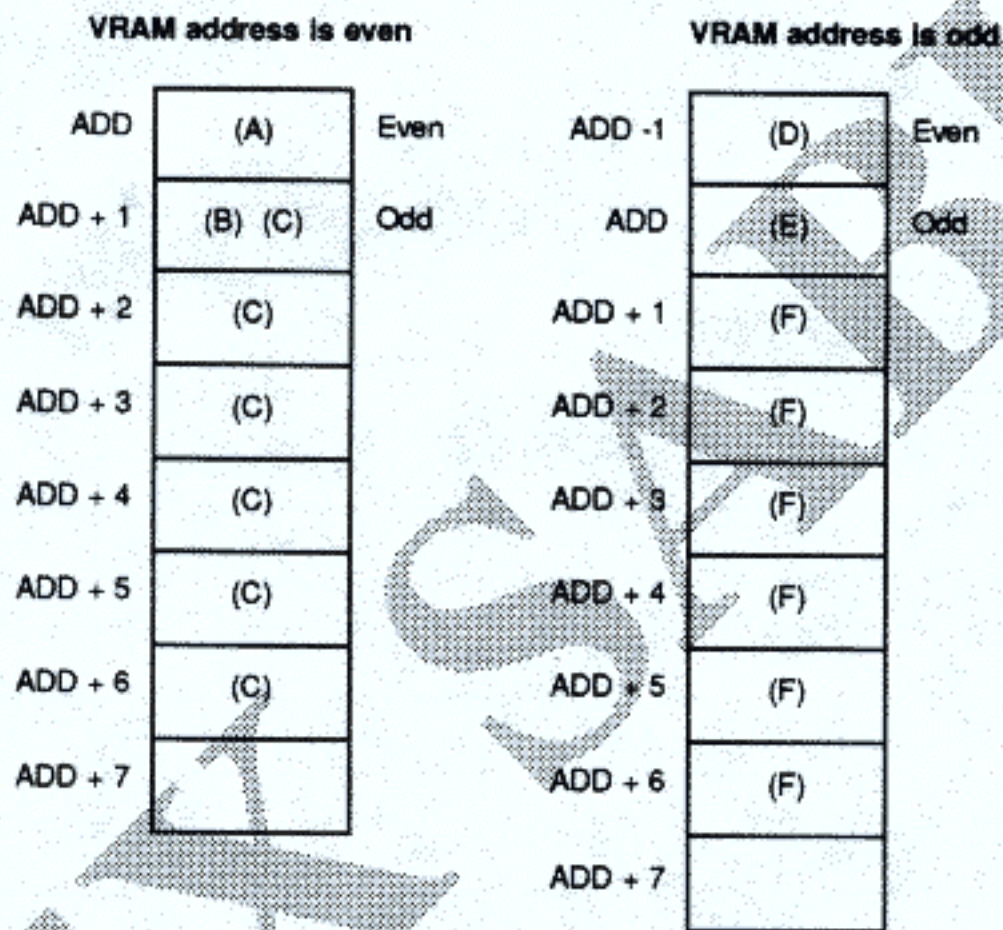 VRAM address is even
ADD (A) Even
ADD + 1 (B) (C) Odd
ADD + 2 (C)
ADD + 3 (C)
ADD + 4 (C)
ADD + 5 (C)
ADD + 6 (C)
ADD + 7
VRAM address is odd
ADD -1 (D) Even
ADD (E) Odd
ADD + 1 (F)
ADD + 2 (F)
ADD + 3 (F)
ADD + 4 (F)
ADD + 5 (F)
ADD + 6 (F)
ADD + 7